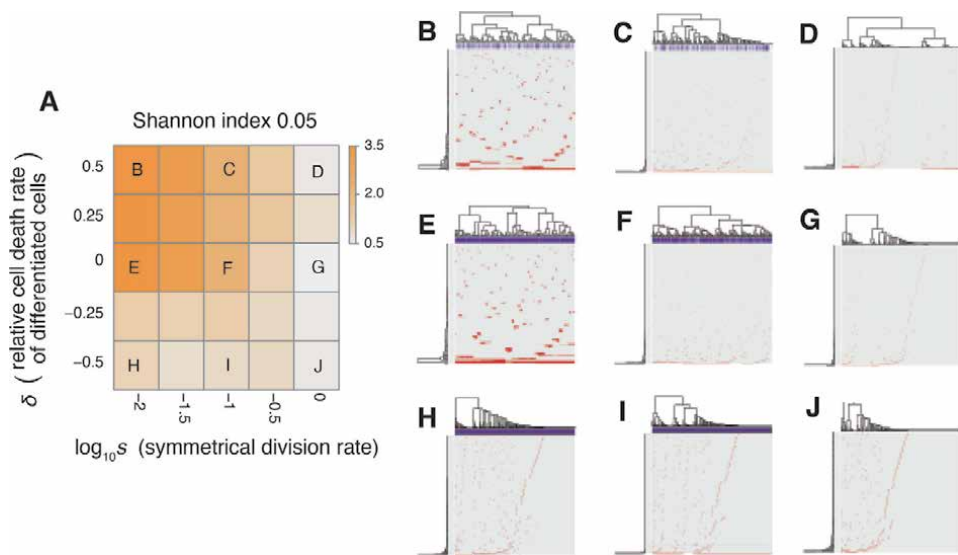 A
Shannon index 0.05
3.5
2.0
0.5
0.5
0.25
0
−0.25
−0.5
B C D
E F G
H I J
δ ( relative cell death rate
of differentiated cells )
−2 −1.5 −1 −0.5 0
log10s (symmetrical division rate)
B
C
D
E
F
G
H
I
J